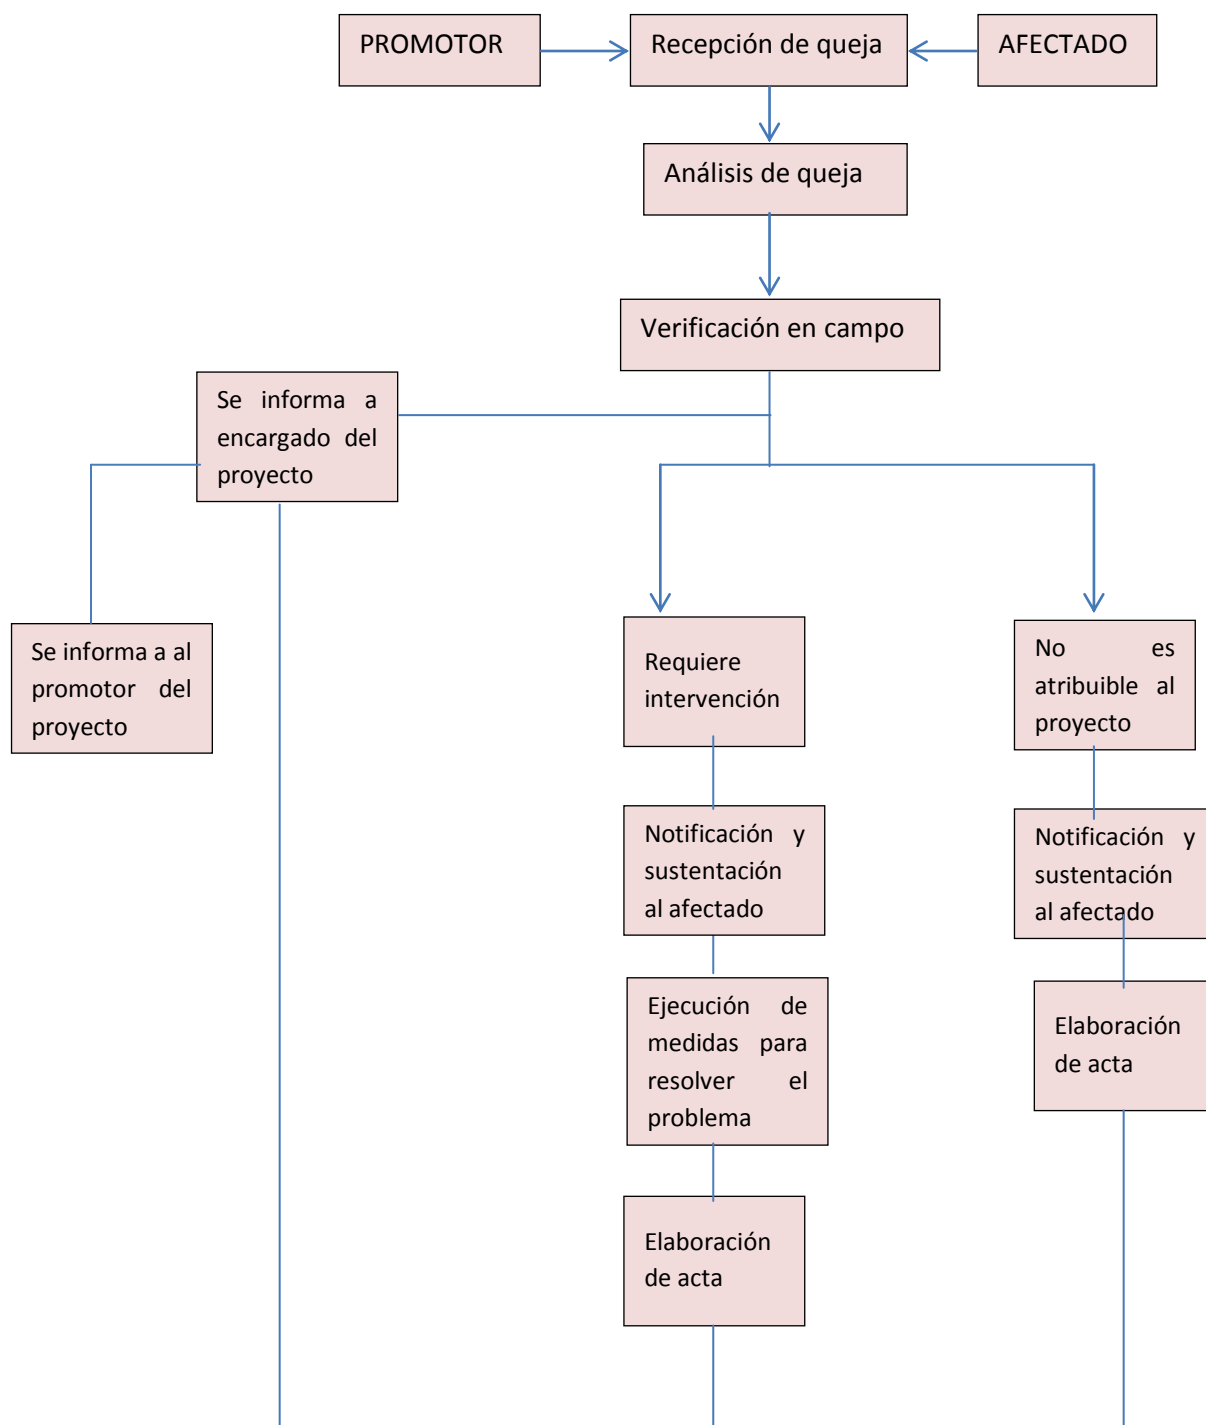 PROMOTOR
Recepción de queja
AFECTADO
Análisis de queja
Verificación en campo
Se informa a
encargado del
proyecto
Se informa a al
promotor del
proyecto
Requiere
intervención
No es
atribuible al
proyecto
Notificación y
sustentación
al afectado
Notificación y
sustentación
al afectado
Ejecución de
medidas para
resolver el
problema
Elaboración
de acta
Elaboración
de acta